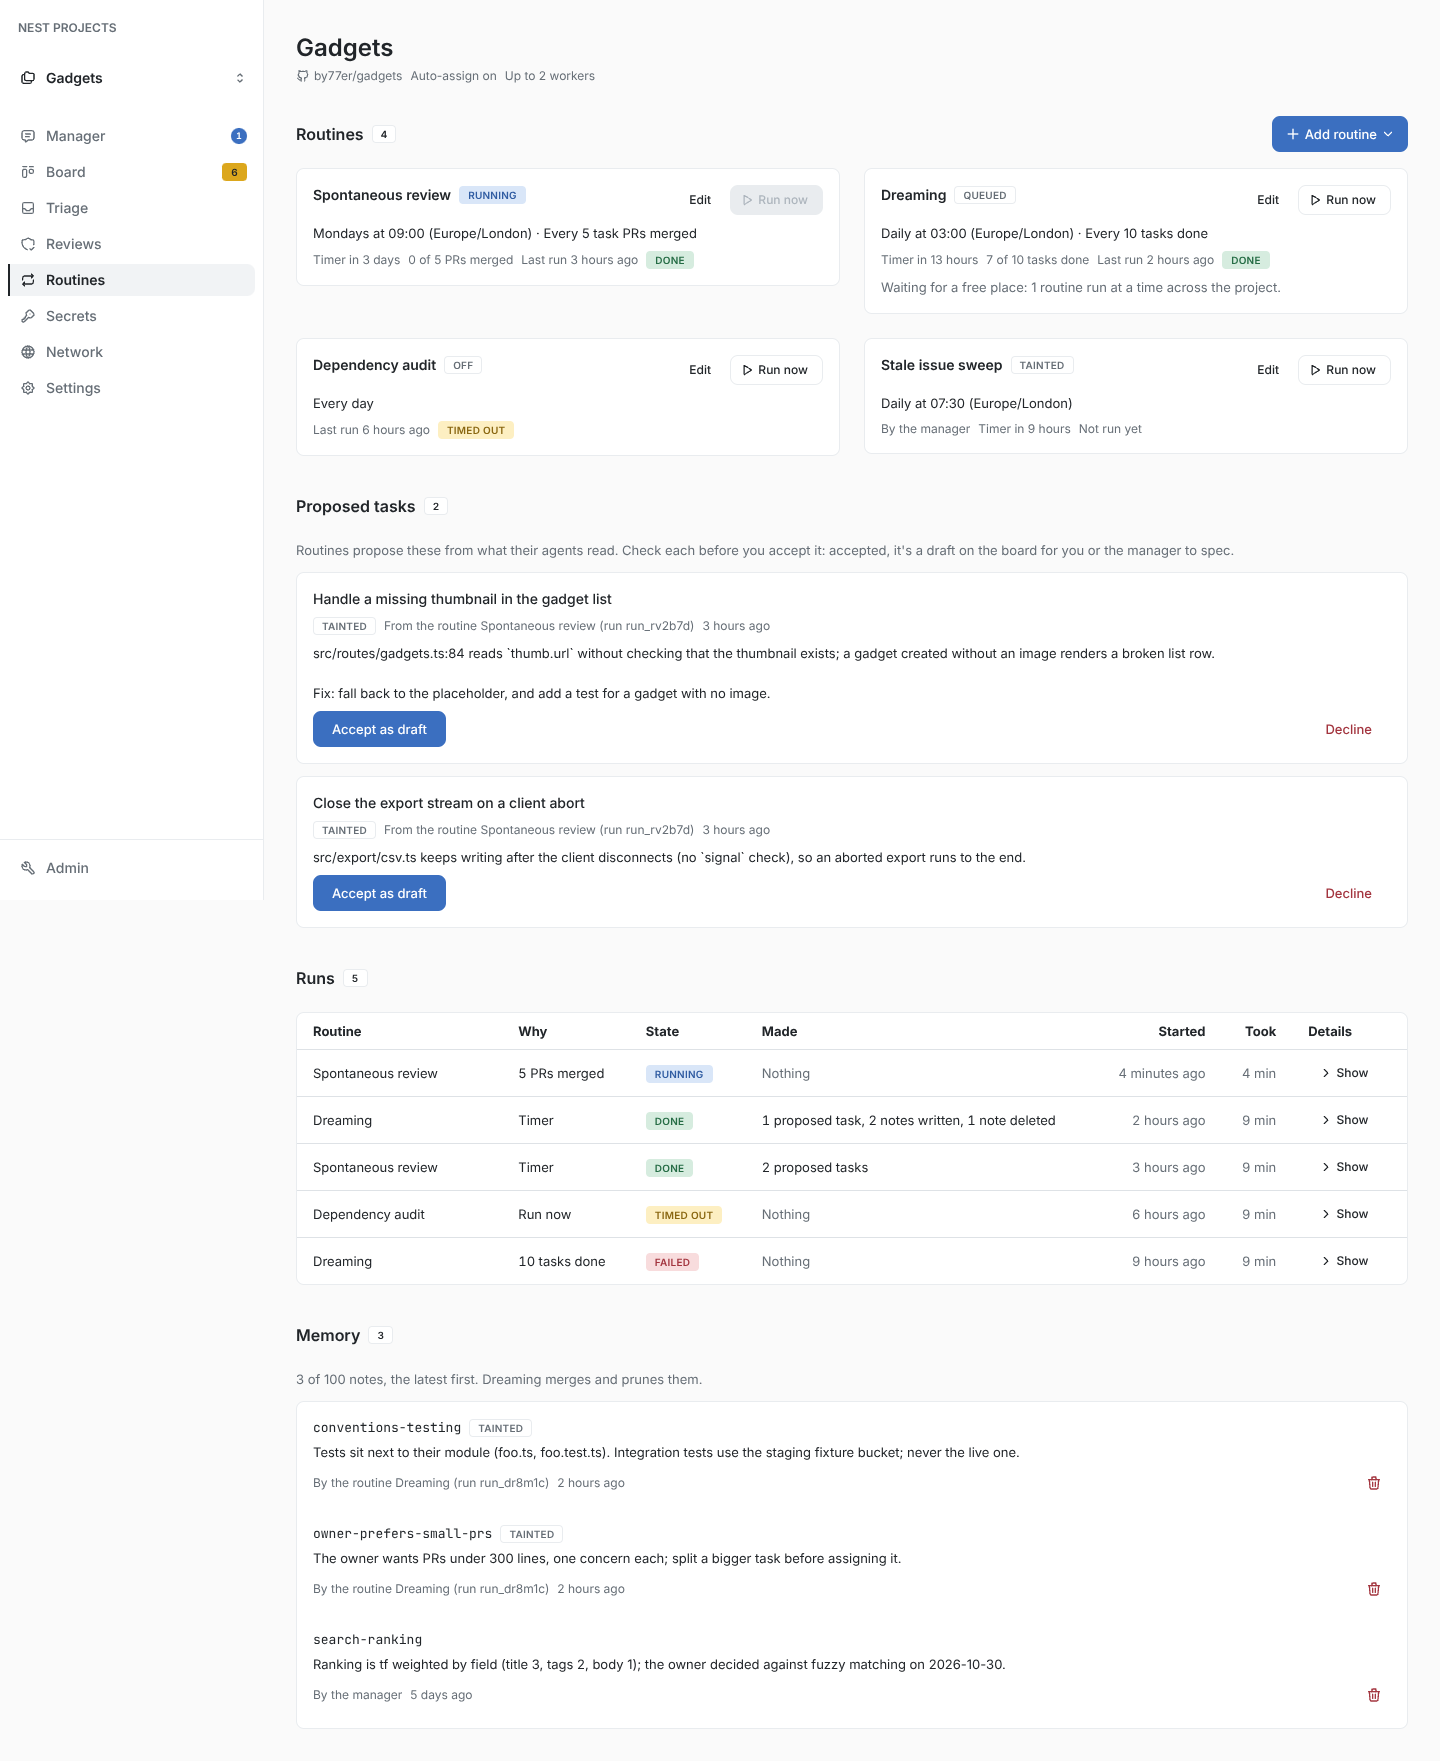 NEST PROJECTS
Gadgets
Manager 1
Board 6
Triage
Reviews
Routines
Secrets
Network
Settings
Admin
Gadgets
by77er/gadgets Auto-assign on Up to 2 workers
Routines 4
Add routine
Spontaneous review RUNNING Edit Run now
Mondays at 09:00 (Europe/London) · Every 5 task PRs merged
Timer in 3 days 0 of 5 PRs merged Last run 3 hours ago DONE
Dreaming QUEUED Edit Run now
Daily at 03:00 (Europe/London) · Every 10 tasks done
Timer in 13 hours 7 of 10 tasks done Last run 2 hours ago DONE
Waiting for a free place: 1 routine run at a time across the project.
Dependency audit OFF Edit Run now
Every day
Last run 6 hours ago TIMED OUT
Stale issue sweep TAINTED Edit Run now
Daily at 07:30 (Europe/London)
By the manager Timer in 9 hours Not run yet
Proposed tasks 2
Routines propose these from what their agents read. Check each before you accept it: accepted, it's a draft on the board for you or the manager to spec.
Handle a missing thumbnail in the gadget list
TAINTED From the routine Spontaneous review (run run_rv2b7d) 3 hours ago
src/routes/gadgets.ts:84 reads `thumb.url` without checking that the thumbnail exists; a gadget created without an image renders a broken list row.
Fix: fall back to the placeholder, and add a test for a gadget with no image.
Accept as draft Decline
Close the export stream on a client abort
TAINTED From the routine Spontaneous review (run run_rv2b7d) 3 hours ago
src/export/csv.ts keeps writing after the client disconnects (no `signal` check), so an aborted export runs to the end.
Accept as draft Decline
Runs 5
Routine Why State Made Started Took Details
Spontaneous review 5 PRs merged RUNNING Nothing 4 minutes ago 4 min Show
Dreaming Timer DONE 1 proposed task, 2 notes written, 1 note deleted 2 hours ago 9 min Show
Spontaneous review Timer DONE 2 proposed tasks 3 hours ago 9 min Show
Dependency audit Run now TIMED OUT Nothing 6 hours ago 9 min Show
Dreaming 10 tasks done FAILED Nothing 9 hours ago 9 min Show
Memory 3
3 of 100 notes, the latest first. Dreaming merges and prunes them.
conventions-testing TAINTED
Tests sit next to their module (foo.ts, foo.test.ts). Integration tests use the staging fixture bucket; never the live one.
By the routine Dreaming (run run_dr8m1c) 2 hours ago
owner-prefers-small-prs TAINTED
The owner wants PRs under 300 lines, one concern each; split a bigger task before assigning it.
By the routine Dreaming (run run_dr8m1c) 2 hours ago
search-ranking
Ranking is tf weighted by field (title 3, tags 2, body 1); the owner decided against fuzzy matching on 2026-10-30.
By the manager 5 days ago